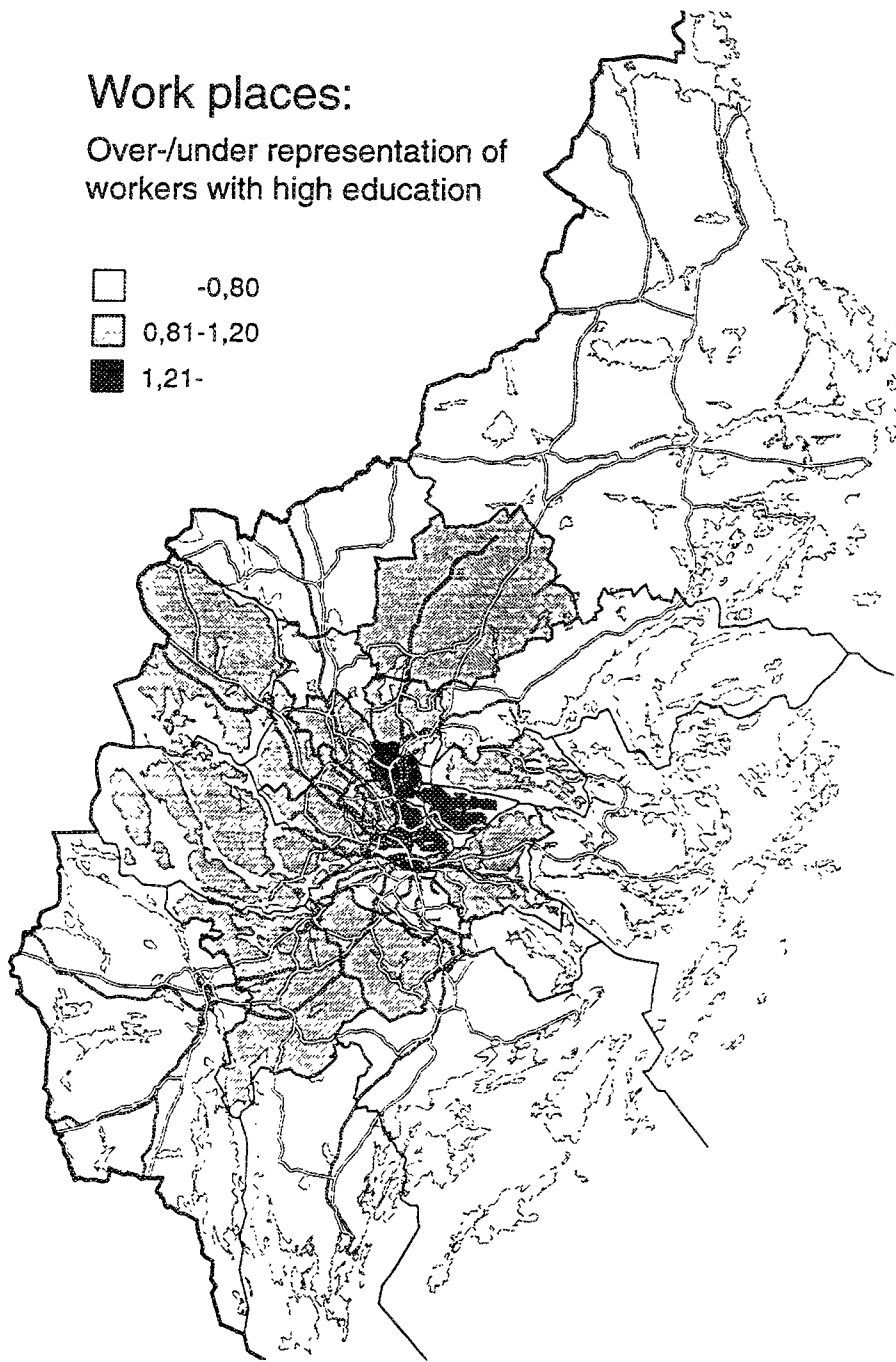 Work places:
Over-/under representation of
workers with high education
-0,80
0,81-1,20
1,21-